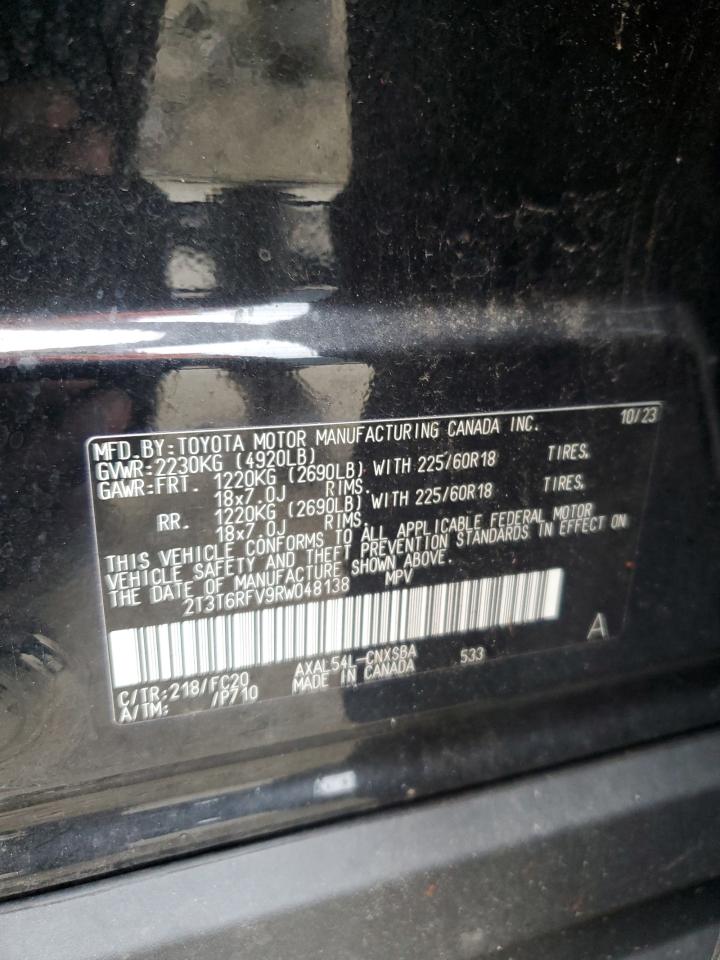 10/23
MFD.BY:TOYOTA MOTOR MANUFACTURING CANADA INC.
GVWR:2230KG (4920LB)
GAWR:FRT. 1220KG (2690LB) WITH 225/60R18 TIRES.
18x7.0J RIMS.
RR. 1220KG (2690LB) WITH 225/60R18 TIRES.
18x7.0J RIMS.
THIS VEHICLE CONFORMS TO ALL APPLICABLE FEDERAL MOTOR
VEHICLE SAFETY AND THEFT PREVENTION STANDARDS IN EFFECT ON
THE DATE OF MANUFACTURE SHOWN ABOVE.
2T3T6RFV9RW048138 MPV
A
C/TR:218/FC20 AXAL54L-CNXSBA 533
A/TM: /P710 MADE IN CANADA